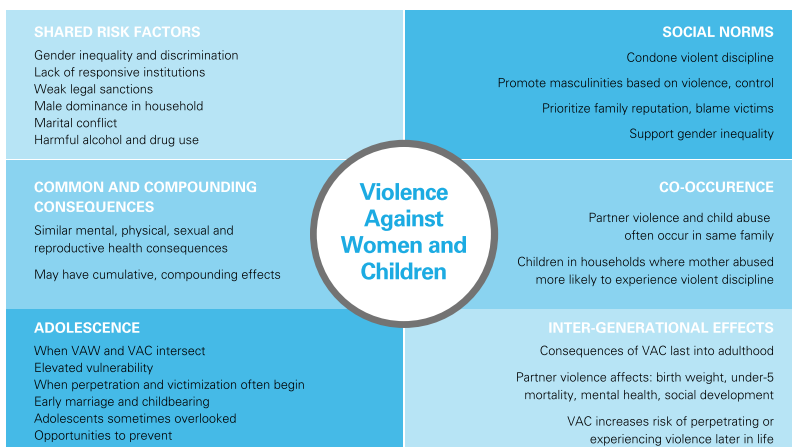 SHARED RISK FACTORS
Gender inequality and discrimination
Lack of responsive institutions
Weak legal sanctions
Male dominance in household
Marital conflict
Harmful alcohol and drug use
SOCIAL NORMS
Condone violent discipline
Promote masculinities based on violence, control
Prioritize family reputation, blame victims
Support gender inequality
COMMON AND COMPOUNDING
CONSEQUENCES
Similar mental, physical, sexual and
reproductive health consequences
May have cumulative, compounding effects
Violence
Against
Women and
Children
CO-OCCURENCE
Partner violence and child abuse
often occur in same family
Children in households where mother abused
more likely to experience violent discipline
ADOLESCENCE
When VAW and VAC intersect
Elevated vulnerability
When perpetration and victimization often begin
Early marriage and childbearing
Adolescents sometimes overlooked
Opportunities to prevent
INTER-GENERATIONAL EFFECTS
Consequences of VAC last into adulthood
Partner violence affects: birth weight, under-5
mortality, mental health, social development
VAC increases risk of perpetrating or
experiencing violence later in life